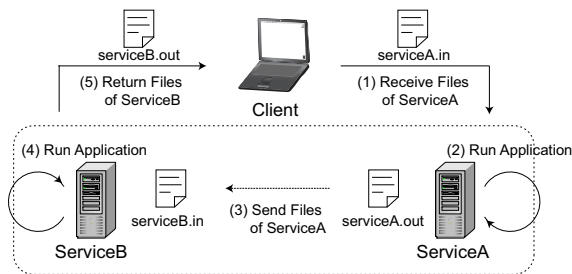 serviceB.out
serviceA.in
(5) Return Files
of ServiceB
Client
(1) Receive Files
of ServiceA
(4) Run Application
(2) Run Application
serviceB.in
(3) Send Files
of ServiceA
serviceA.out
ServiceB
ServiceA